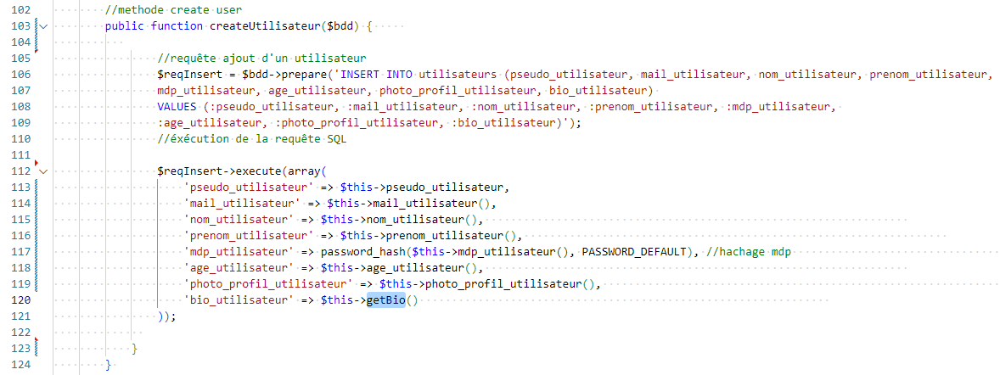 102 //methode create user
103 public function createUtilisateur($bdd) {
104
105 //requête ajout d'un utilisateur
106 $reqInsert = $bdd->prepare('INSERT INTO utilisateurs (pseudo_utilisateur, mail_utilisateur, nom_utilisateur, prenom_utilisateur,
107 mdp_utilisateur, age_utilisateur, photo_profil_utilisateur, bio_utilisateur)
108 VALUES (:pseudo_utilisateur, :mail_utilisateur, :nom_utilisateur, :prenom_utilisateur, :mdp_utilisateur,
109 :age_utilisateur, :photo_profil_utilisateur, :bio_utilisateur)');
110 //éxécution de la requête SQL
111
112 $reqInsert->execute(array(
113 'pseudo_utilisateur' => $this->pseudo_utilisateur,
114 'mail_utilisateur' => $this->mail_utilisateur(),
115 'nom_utilisateur' => $this->nom_utilisateur(),
116 'prenom_utilisateur' => $this->prenom_utilisateur(),
117 'mdp_utilisateur' => password_hash($this->mdp_utilisateur(), PASSWORD_DEFAULT), //hachage mdp
118 'age_utilisateur' => $this->age_utilisateur(),
119 'photo_profil_utilisateur' => $this->photo_profil_utilisateur(),
120 'bio_utilisateur' => $this->getBio()
121 ));
122
123 }
124 }